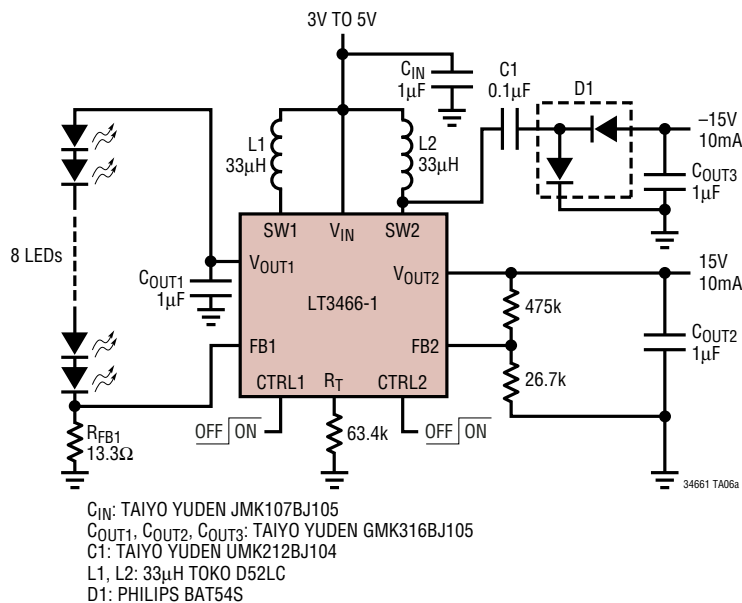 3V TO 5V
CIN
1µF
C1
0.1µF
D1
–15V
10mA
L1
33µH
L2
33µH
COUT3
1µF
SW1
VIN
SW2
8 LEDs
VOUT1
VOUT2
15V
10mA
COUT1
1µF
LT3466-1
475k
COUT2
1µF
FB1
FB2
26.7k
CTRL1
RT
CTRL2
RFB1
13.3Ω
OFF ON
63.4k
OFF ON
34661 TA06a
CIN: TAIYO YUDEN JMK107BJ105
COUT1, COUT2, COUT3: TAIYO YUDEN GMK316BJ105
C1: TAIYO YUDEN UMK212BJ104
L1, L2: 33µH TOKO D52LC
D1: PHILIPS BAT54S